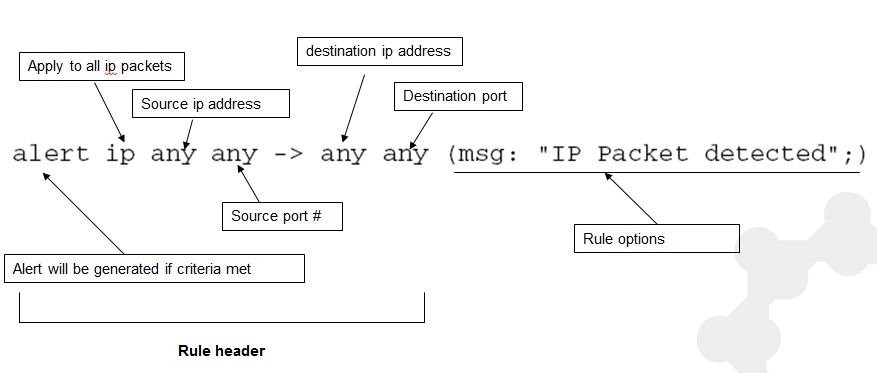 destination ip address
Apply to all ip packets
Source ip address
Destination port
alert ip any any -> any any (msg: "IP Packet detected";)
Source port #
Rule options
Alert will be generated if criteria met
Rule header